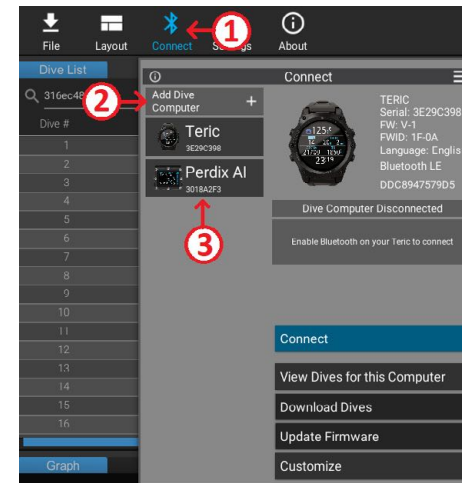 File
Layout
Connect
Settings
About
1
Dive List
316ec48
Dive #
1
2
3
4
5
6
7
8
9
10
11
12
13
14
15
16
Graph
Connect
Add Dive
Computer +
2
Teric
3E29C398
Perdix AI
3018A2F3
3
TERIC
Serial: 3E29C398
FW: V-1
FWID: 1F-0A
Language: Englis
Bluetooth LE
DDC8947579D5
Dive Computer Disconnected
Enable Bluetooth on your Teric to connect
Connect
View Dives for this Computer
Download Dives
Update Firmware
Customize